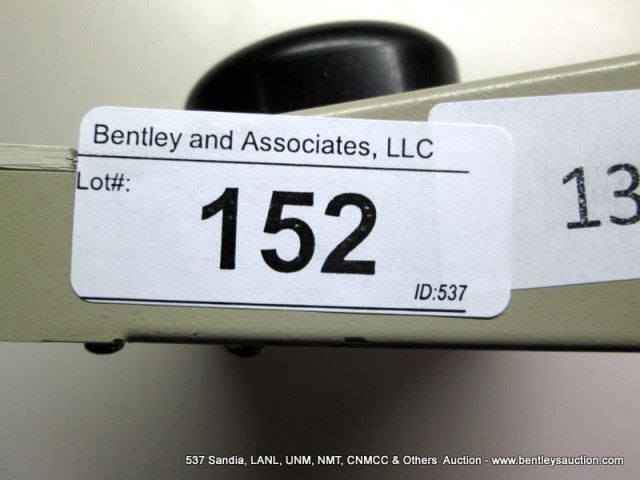 Bentley and Associates, LLC
Lot#:
152
ID:537
13
537 Sandia, LANL, UNM, NMT, CNMCC & Others Auction - www.bentleysauction.com